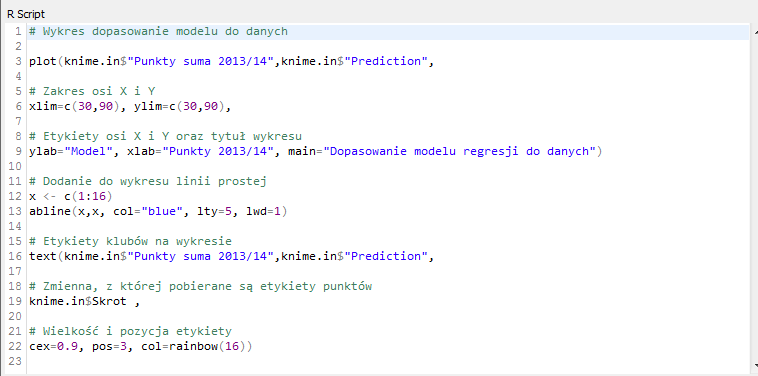 R Script
1 # Wykres dopasowanie modelu do danych
2
3 plot(knime.in$"Punkty suma 2013/14",knime.in$"Prediction",
4
5 # Zakres osi X i Y
6 xlim=c(30,90), ylim=c(30,90),
7
8 # Etykiety osi X i Y oraz tytuł wykresu
9 ylab="Model", xlab="Punkty 2013/14", main="Dopasowanie modelu regresji do danych")
10
11 # Dodanie do wykresu linii prostej
12 x <- c(1:16)
13 abline(x,x, col="blue", lty=5, lwd=1)
14
15 # Etykiety klubów na wykresie
16 text(knime.in$"Punkty suma 2013/14",knime.in$"Prediction",
17
18 # Zmienna, z której pobierane są etykiety punktów
19 knime.in$Skrot ,
20
21 # Wielkość i pozycja etykiety
22 cex=0.9, pos=3, col=rainbow(16))
23